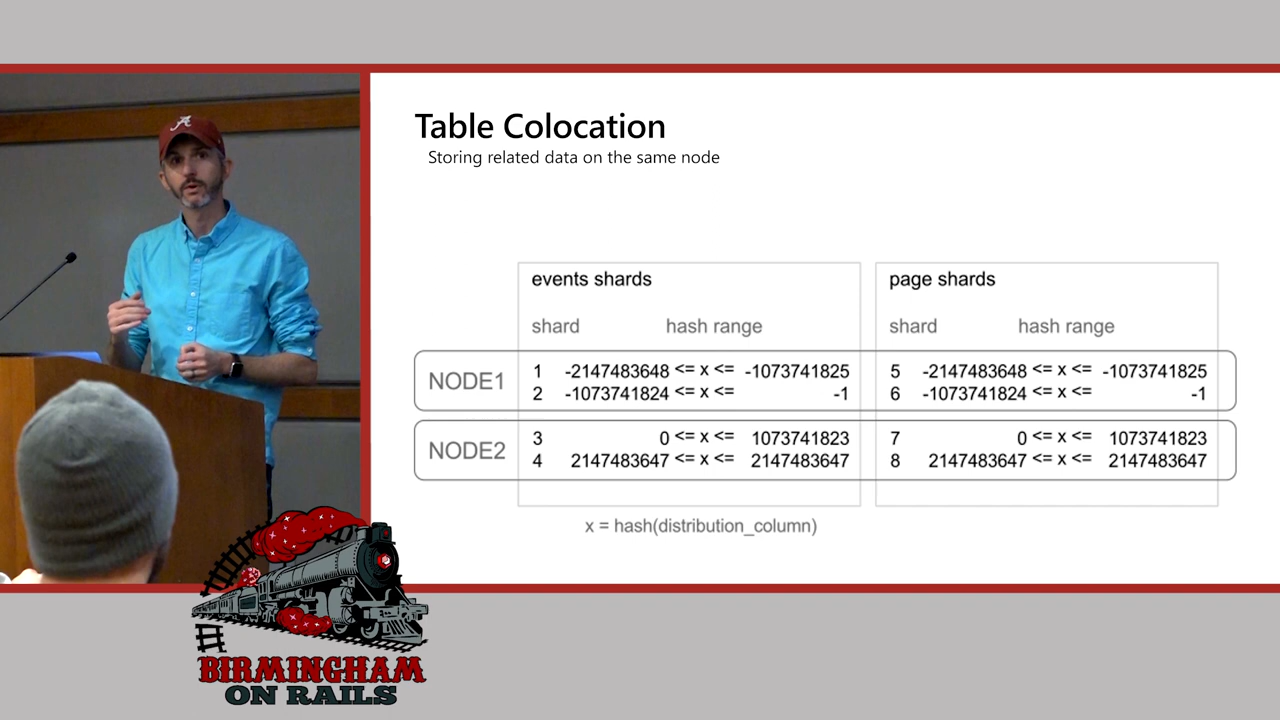 Table Colocation
Storing related data on the same node
events shards
shard hash range
page shards
shard hash range
NODE1
1 -2147483648 <= x <= -1073741825
2 -1073741824 <= x <= -1
5 -2147483648 <= x <= -1073741825
6 -1073741824 <= x <= -1
NODE2
3 0 <= x <= 1073741823
4 2147483647 <= x <= 2147483647
7 0 <= x <= 1073741823
8 2147483647 <= x <= 2147483647
x = hash(distribution_column)
A
BIRMINGHAM
ON RAILS